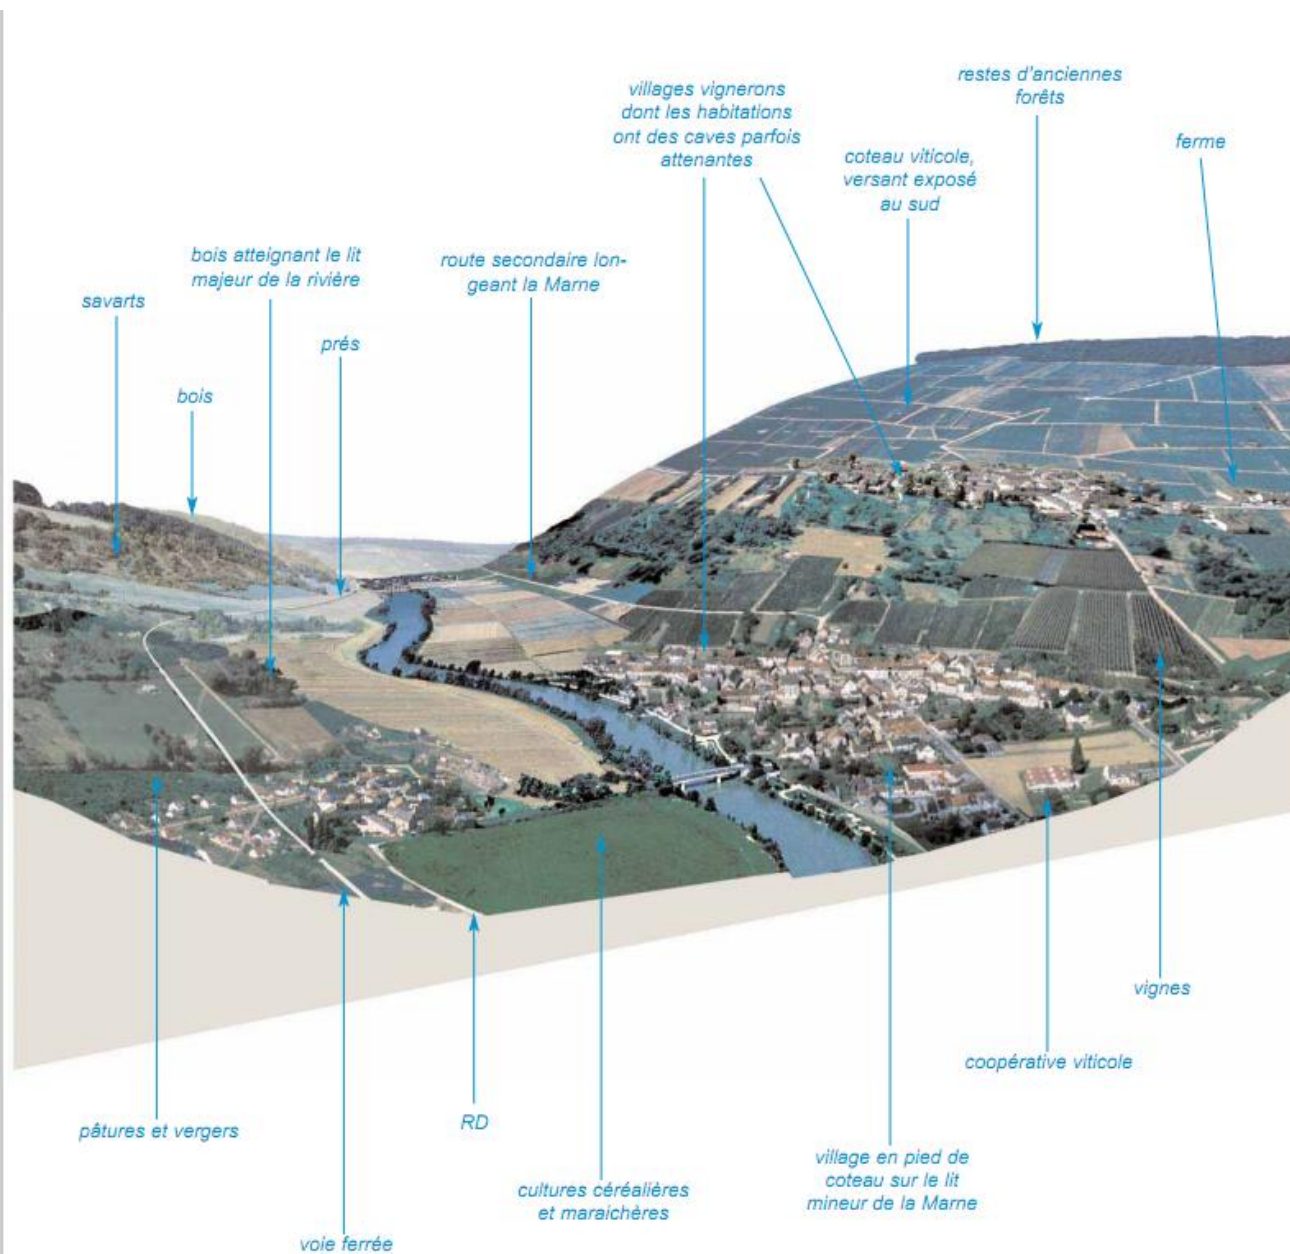 restes d'anciennes
forêts
villages vignerons
dont les habitations
ont des caves parfois
attenantes
ferme
coteau viticole,
versant exposé
au sud
bois atteignant le lit
majeur de la rivière
route secondaire lon-
geant la Marne
savarts
prés
bois
vignes
coopérative viticole
RD
pâtures et vergers
village en pied de
coteau sur le lit
mineur de la Marne
cultures céréalières
et maraichères
voie ferrée